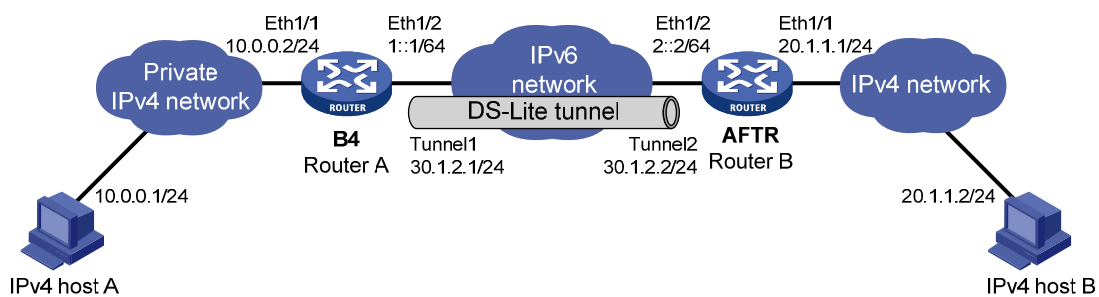 Eth1/1
10.0.0.2/24
Eth1/2
1::1/64
IPv6
network
Eth1/2
2::2/64
Eth1/1
20.1.1.1/24
Private
IPv4 network
ROUTER
ROUTER
IPv4 network
DS-Lite tunnel
B4
Router A
Tunnel1
30.1.2.1/24
Tunnel2
30.1.2.2/24
AFTR
Router B
10.0.0.1/24
20.1.1.2/24
IPv4 host A
IPv4 host B